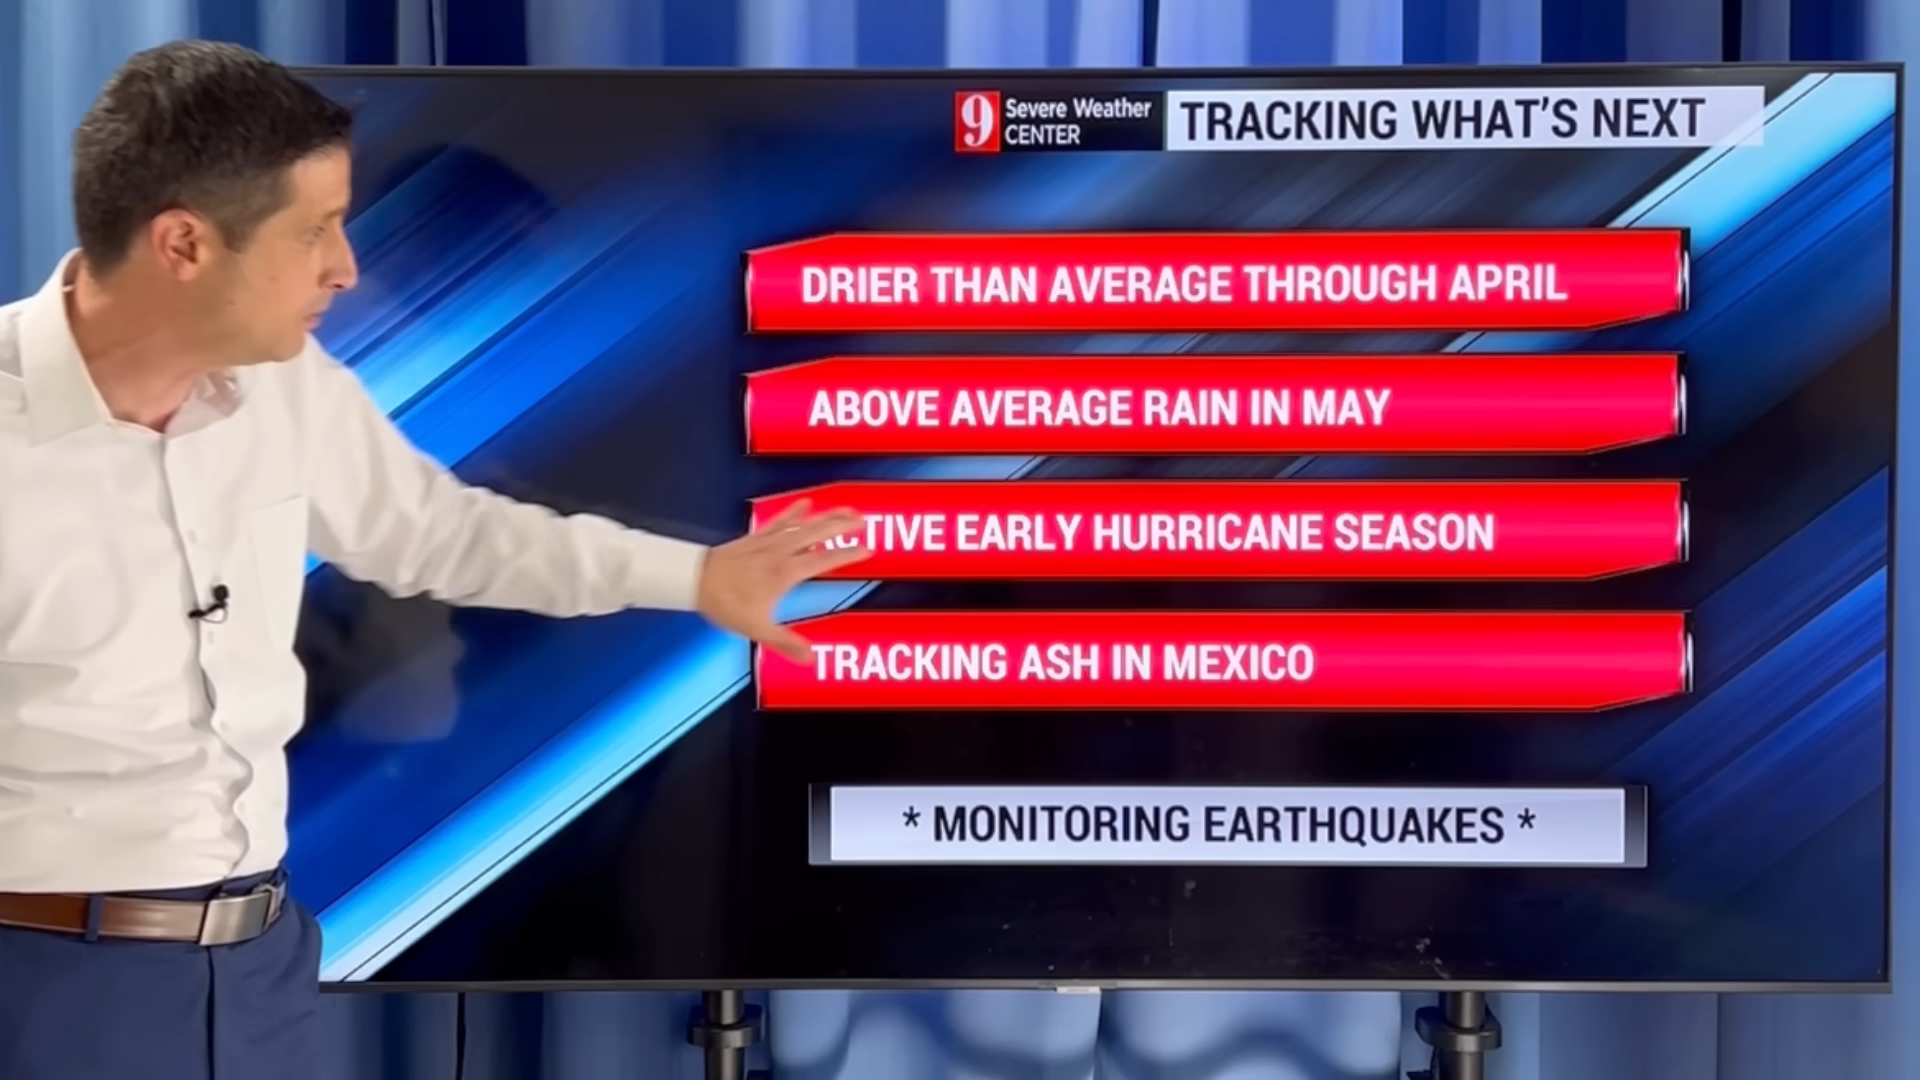 9 Severe Weather
CENTER
TRACKING WHAT'S NEXT
DRIER THAN AVERAGE THROUGH APRIL
ABOVE AVERAGE RAIN IN MAY
ACTIVE EARLY HURRICANE SEASON
TRACKING ASH IN MEXICO
* MONITORING EARTHQUAKES *